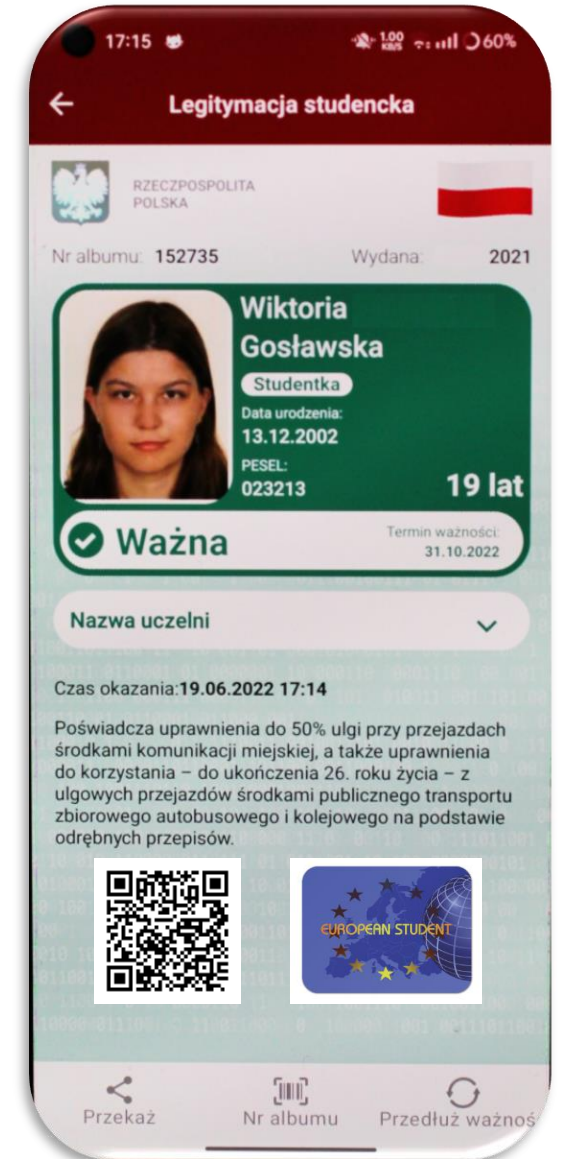 17:15
1.00 KB/S
60%
Legitymacja studencka
RZECZPOSPOLITA
POLSKA
Nr albumu: 152735
Wydana: 2021
Wiktoria
Gosławska
Studentka
Data urodzenia:
13.12.2002
PESEL:
023213
19 lat
Ważna
Termin ważności:
31.10.2022
Nazwa uczelni
Czas okazania:19.06.2022 17:14
Poświadcza uprawnienia do 50% ulgi przy przejazdach
środkami komunikacji miejskiej, a także uprawnienia
do korzystania – do ukończenia 26. roku życia – z
ulgowych przejazdów środkami publicznego transportu
zbiorowego autobusowego i kolejowego na podstawie
odrębnych przepisów.
EUROPEAN STUDENT
Przekaż
Nr albumu
Przedłuż ważnoś